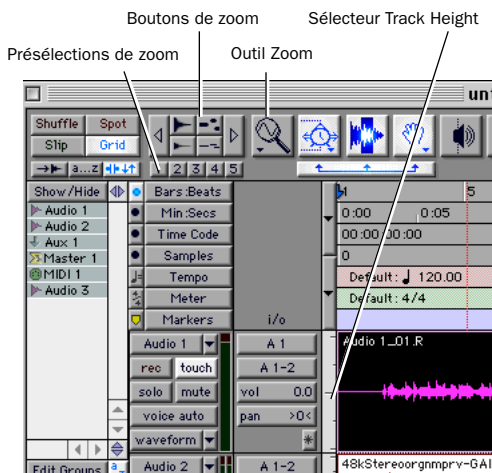 Boutons de zoom
Sélecteur Track Height
Présélections de zoom
Outil Zoom
Shuffle Spot
Slip Grid
a...z
1 2 3 4 5
Show/Hide
Audio 1
Audio 2
Aux 1
Master 1
MIDI 1
Audio 3
Bars:Beats
Min:Secs
Time Code
Samples
Tempo
Meter
Markers
i/o
1 5
0:00 0:05
00:00:00:00
0
Default: 120.00
Default: 4/4
Audio 1
rec touch
solo mute
voice auto
waveform
A 1
A 1-2
vol 0.0
pan >0<
Audio 1_01.R
Edit Groups
Audio 2
A 1-2